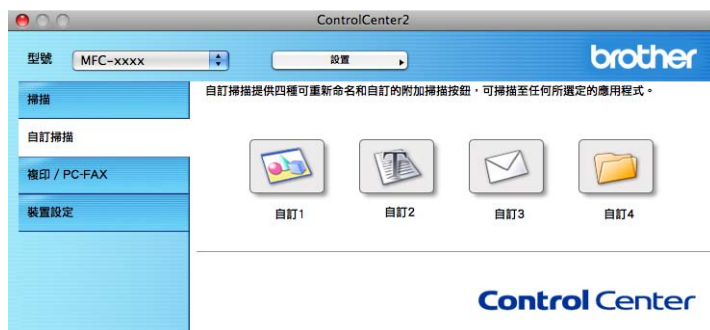 ControlCenter2
型號 MFC-xxxx 設置 brother
掃描
自訂掃描提供四種可重新命名和自訂的附加掃描按鈕，可掃描至任何所選定的應用程式。
自訂掃描
複印 / PC-FAX
裝置設定
自訂1 自訂2 自訂3 自訂4
Control Center